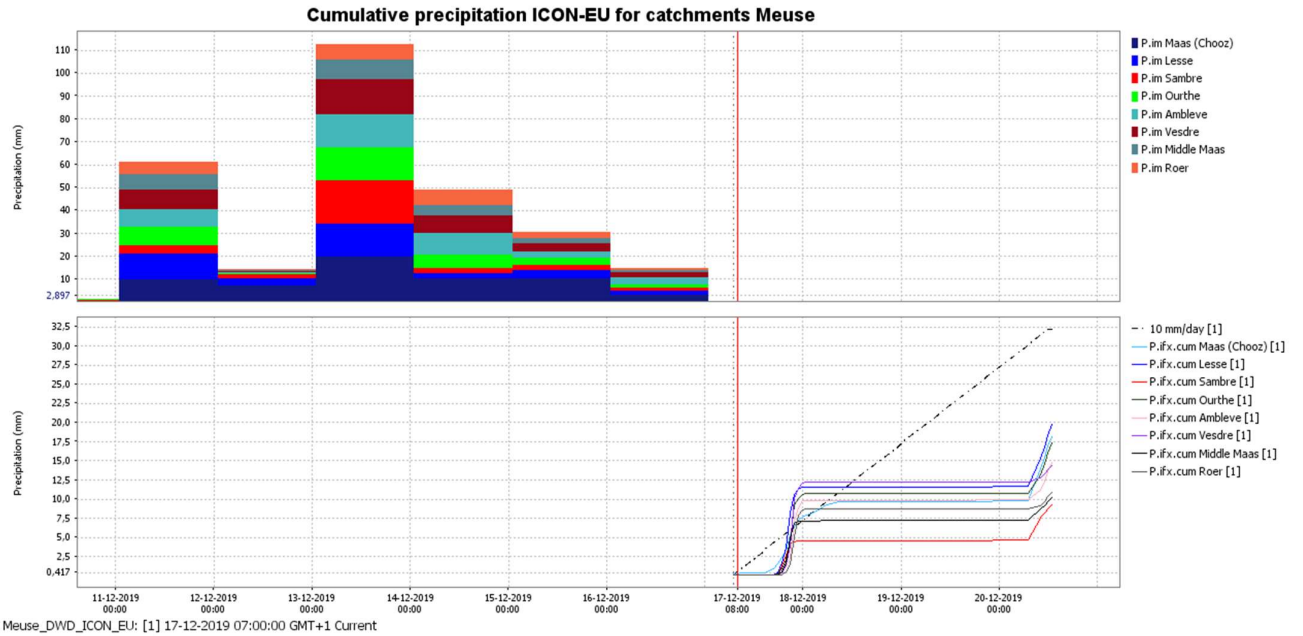 Cumulative precipitation ICON-EU for catchments Meuse
Precipitation (mm)
110
100
90
80
70
60
50
40
30
20
10
2,897
P.im Maas (Chooz)
P.im Lesse
P.im Sambre
P.im Ourthe
P.im Ambleve
P.im Vesdre
P.im Middle Maas
P.im Roer
Precipitation (mm)
32,5
30,0
27,5
25,0
22,5
20,0
17,5
15,0
12,5
10,0
7,5
5,0
2,5
0,417
10 mm/day [1]
P.ifx.cum Maas (Chooz) [1]
P.ifx.cum Lesse [1]
P.ifx.cum Sambre [1]
P.ifx.cum Ourthe [1]
P.ifx.cum Ambleve [1]
P.ifx.cum Vesdre [1]
P.ifx.cum Middle Maas [1]
P.ifx.cum Roer [1]
11-12-2019 12-12-2019 13-12-2019 14-12-2019 15-12-2019 16-12-2019 17-12-2019 18-12-2019 19-12-2019 20-12-2019
00:00 00:00 00:00 00:00 00:00 00:00 08:00 00:00 00:00 00:00
Meuse_DWD_ICON_EU: [1] 17-12-2019 07:00:00 GMT+1 Current